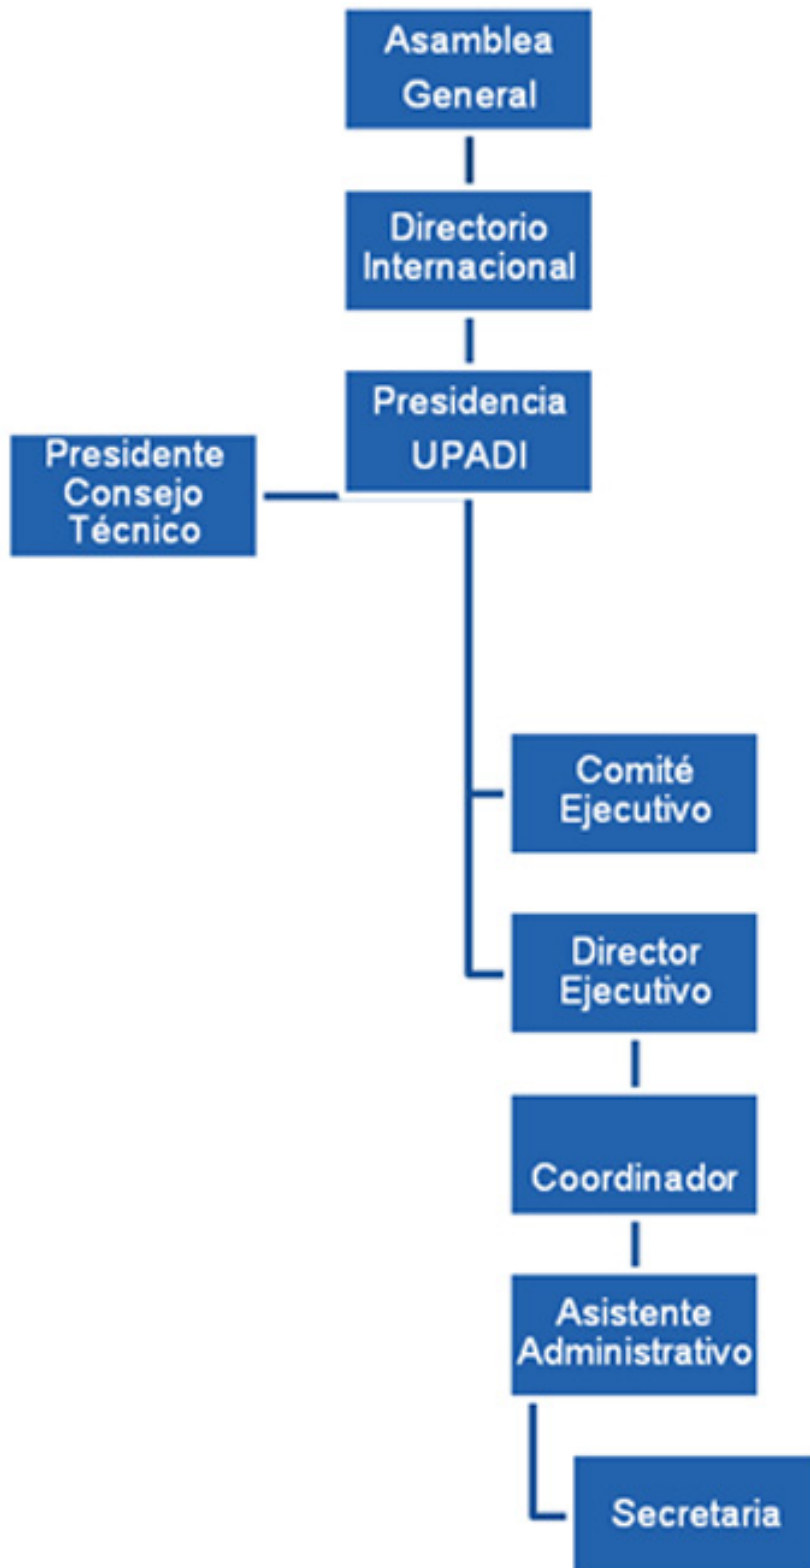 Asamblea
General
Directorio
Internacional
Presidencia
UPADI
Presidente
Consejo
Técnico
Comité
Ejecutivo
Director
Ejecutivo
Coordinador
Asistente
Administrativo
Secretaria